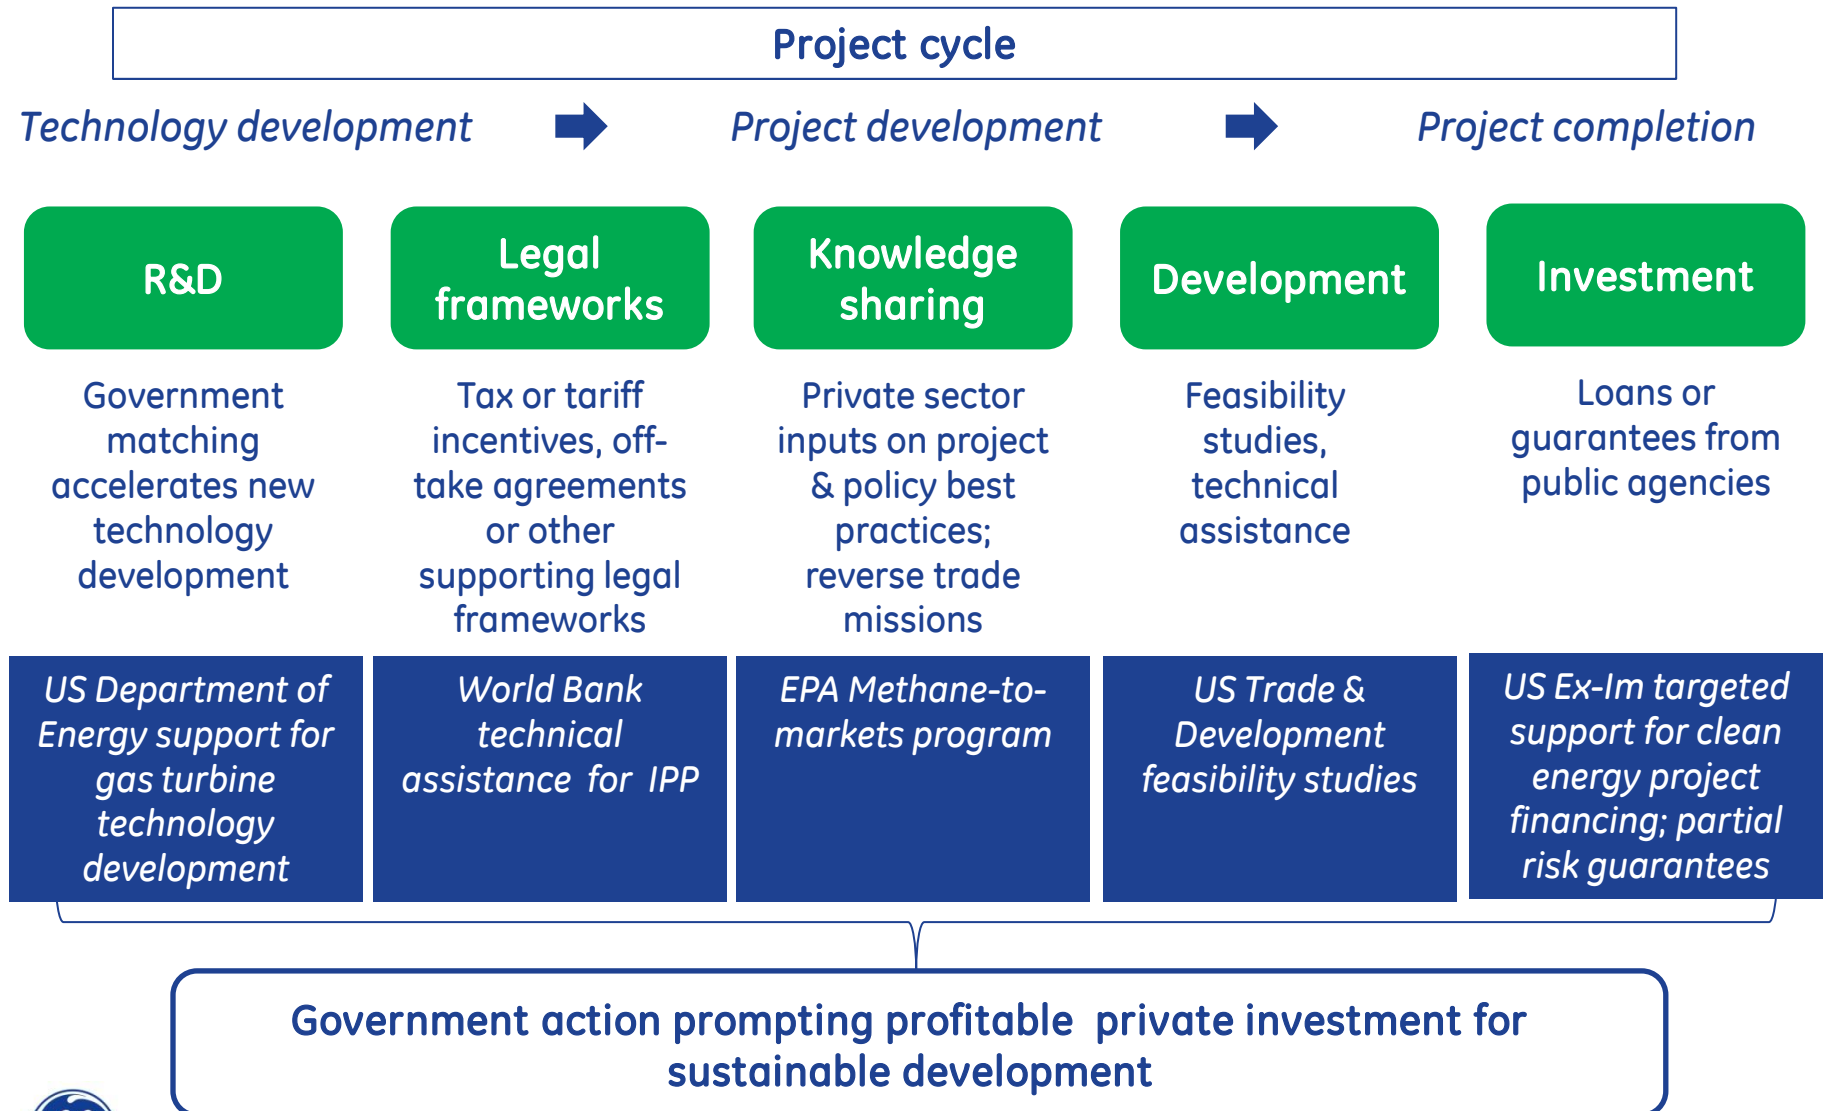 Project cycle
Technology development
Project development
Project completion
R&D
Legal
frameworks
Knowledge
sharing
Development
Investment
Government
matching
accelerates new
technology
development
Tax or tariff
incentives, off-
take agreements
or other
supporting legal
frameworks
Private sector
inputs on project
& policy best
practices;
reverse trade
missions
Feasibility
studies,
technical
assistance
Loans or
guarantees from
public agencies
US Department of
Energy support for
gas turbine
technology
development
World Bank
technical
assistance for IPP
EPA Methane-to-
markets program
US Trade &
Development
feasibility studies
US Ex-Im targeted
support for clean
energy project
financing; partial
risk guarantees
Government action prompting profitable private investment for
sustainable development